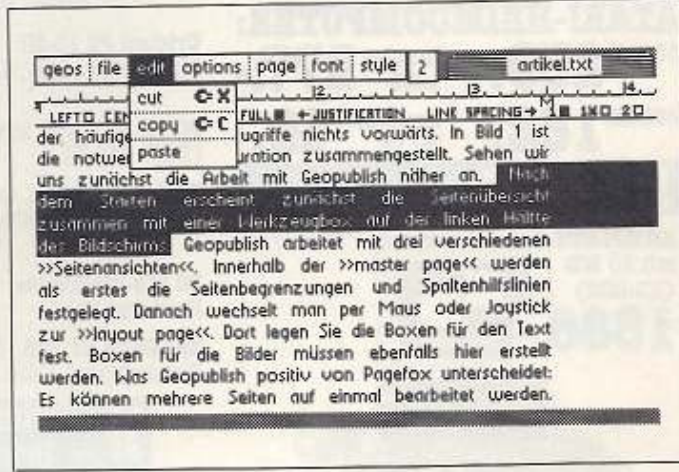 geos file edit options page font style 2 artikel.txt
cut C= X
copy C= C
paste
2 3 4
LEFT CEN FULL ←JUSTIFICATION LINE SPACING→ 1 1½ 2
der häufige ugriffe nichts vorwärts. In Bild 1 ist
die notwe uration zusammengestellt. Sehen wir
uns zunächst die Arbeit mit Geopublish näher an. Nach
dem Starten erscheint zunächst die Seitenübersicht
zusammen mit einer Werkzeugbox auf der linken Hälfte
des Bildschirms. Geopublish arbeitet mit drei verschiedenen
>>Seitenansichten<<. Innerhalb der >>master page<< werden
als erstes die Seitenbegrenzungen und Spaltenhilfslinien
festgelegt. Danach wechselt man per Maus oder Joystick
zur >>layout page<<. Dort legen Sie die Boxen für den Text
fest. Boxen für die Bilder müssen ebenfalls hier erstellt
werden. Was Geopublish positiv von Pagefox unterscheidet:
Es können mehrere Seiten auf einmal bearbeitet werden.